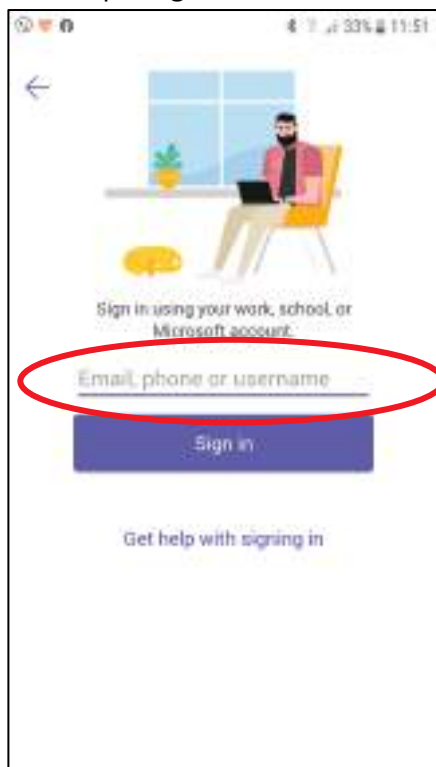 33% 11:51
Sign in using your work, school, or
Microsoft account.
Email, phone or username
Sign in
Get help with signing in